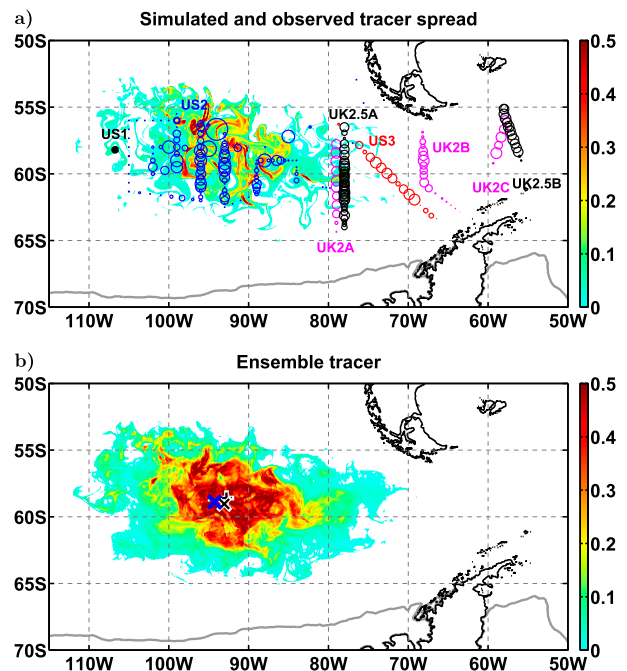 a)
Simulated and observed tracer spread
50S
55S
60S
65S
70S
US1
US2
UK2.5A
US3
UK2B
UK2A
UK2C
UK2.5B
110W 100W 90W 80W 70W 60W 50W
0.5
0.4
0.3
0.2
0.1
0
b)
Ensemble tracer
50S
55S
60S
65S
70S
110W 100W 90W 80W 70W 60W 50W
0.5
0.4
0.3
0.2
0.1
0